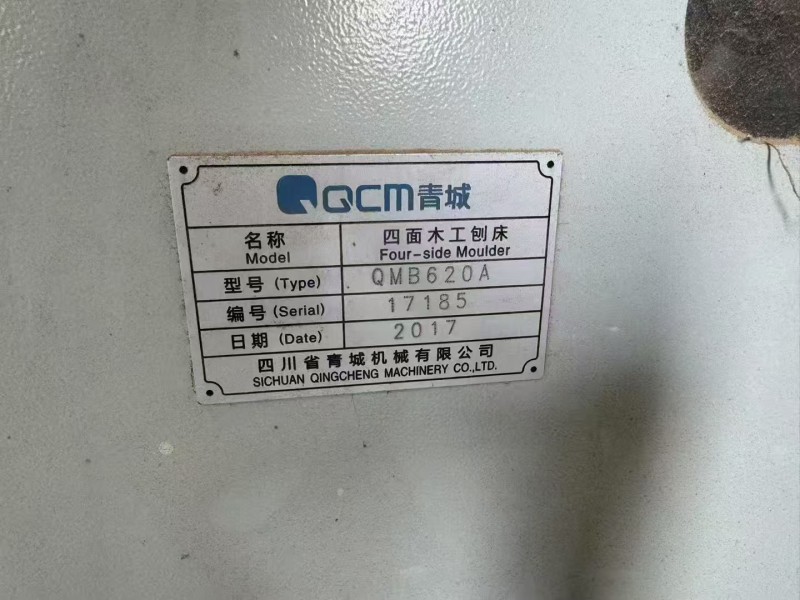 QCM青城
名称 四面木工刨床
Model Four-side Moulder
型号 (Type) QMB620A
编号 (Serial) 17185
日期 (Date) 2017
四川省青城机械有限公司
SICHUAN QINGCHENG MACHINERY CO.,LTD.